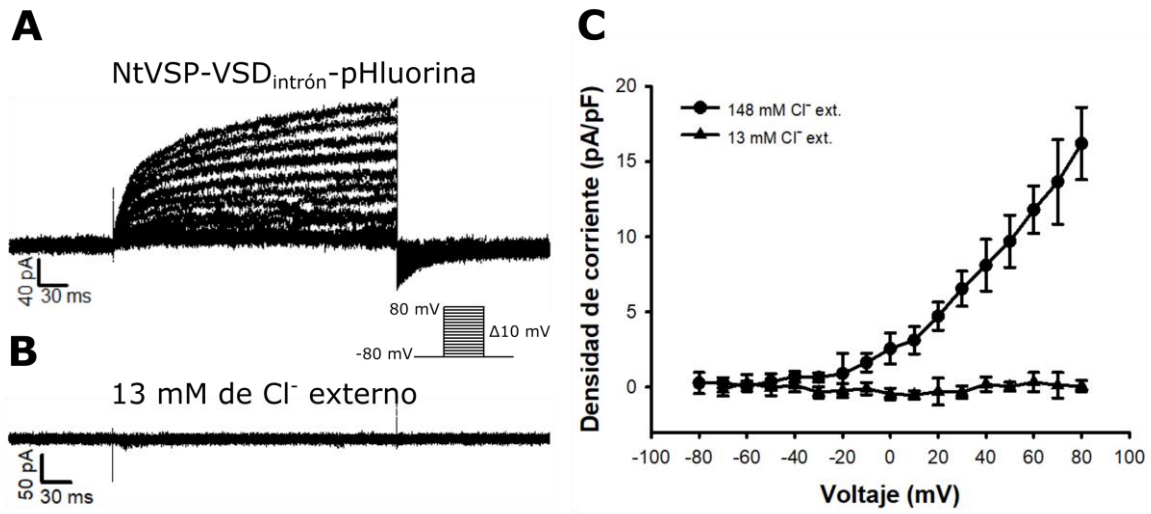 A
NtVSP-VSDintrón-pHluorina
40 pA
30 ms
80 mV
Δ10 mV
-80 mV
B
13 mM de Cl⁻ externo
50 pA
30 ms
C
Densidad de corriente (pA/pF)
20
15
10
5
0
148 mM Cl⁻ ext.
13 mM Cl⁻ ext.
-100 -80 -60 -40 -20 0 20 40 60 80 100
Voltaje (mV)